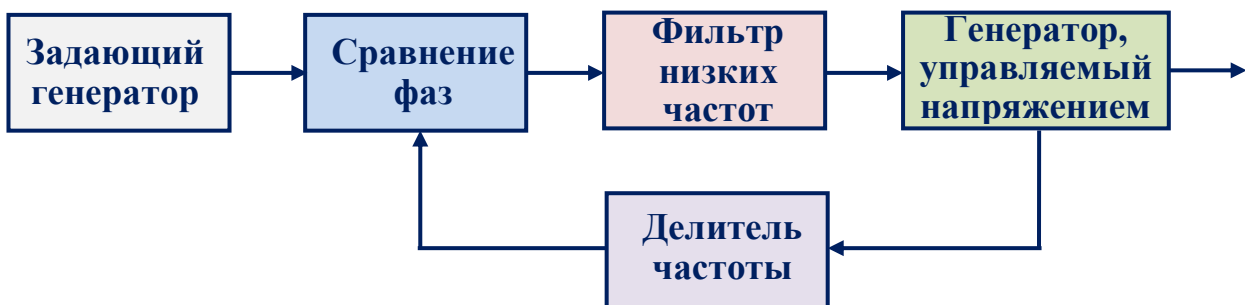 Задающий
генератор
Сравнение
фаз
Фильтр
низких
частот
Генератор,
управляемый
напряжением
Делитель
частоты